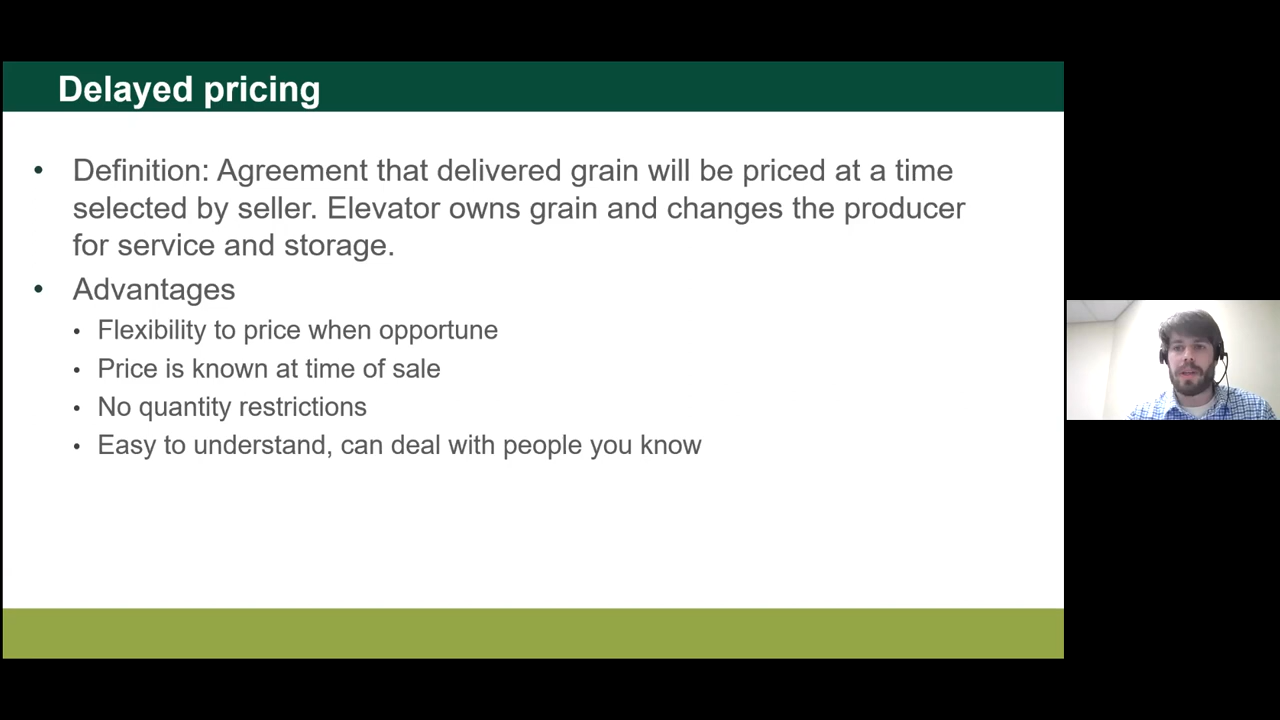 Delayed pricing
• Definition: Agreement that delivered grain will be priced at a time
selected by seller. Elevator owns grain and changes the producer
for service and storage.
• Advantages
• Flexibility to price when opportune
• Price is known at time of sale
• No quantity restrictions
• Easy to understand, can deal with people you know